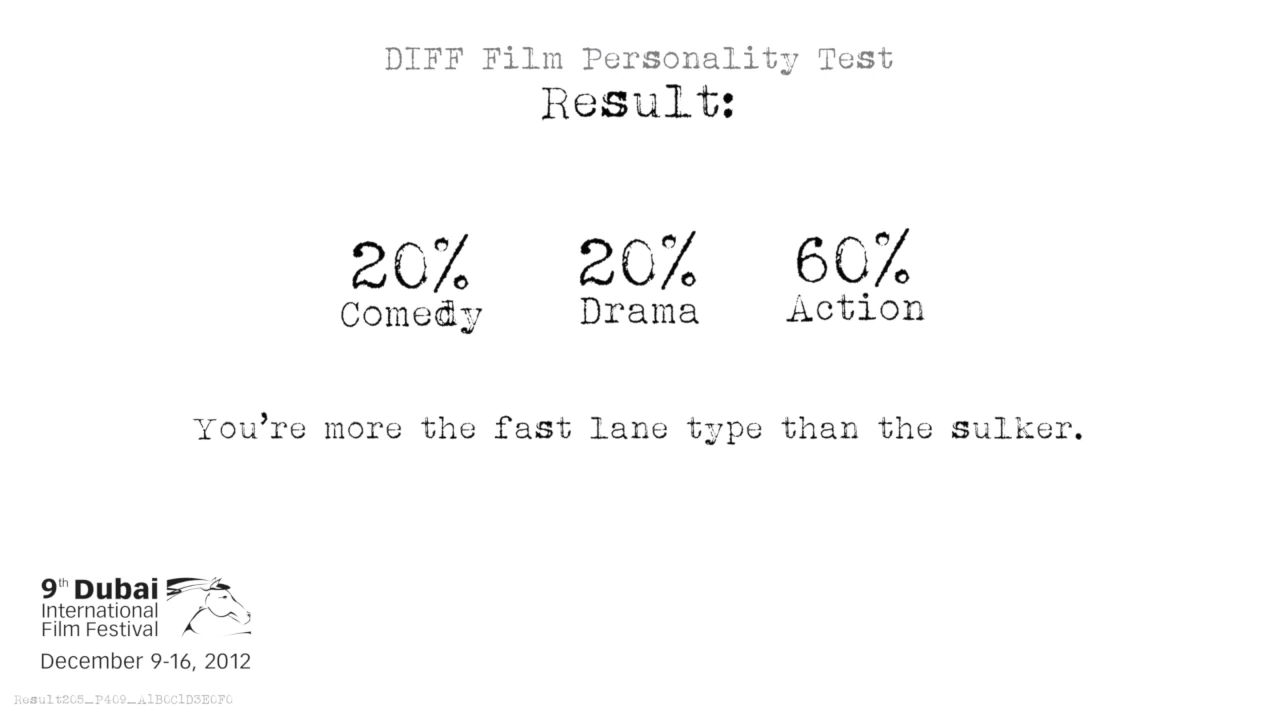 DIFF Film Personality Test
Result:
20% 20% 60%
Comedy Drama Action
You're more the fast lane type than the sulker.
9th Dubai
International
Film Festival
December 9-16, 2012
Result205_P409_A1B0C1D3E0F0